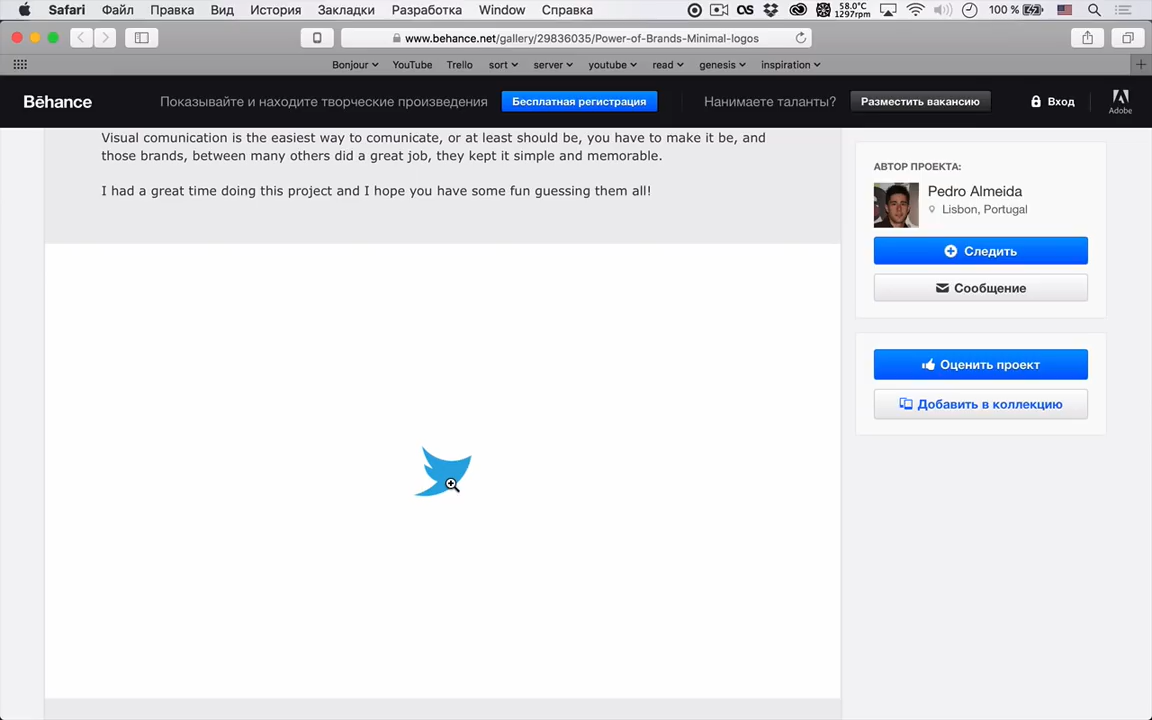 Safari Файл Правка Вид История Закладки Разработка Window Справка 58.0°C 1297rpm 100 %
www.behance.net/gallery/29836035/Power-of-Brands-Minimal-logos
Bonjour YouTube Trello sort server youtube read genesis inspiration
Bēhance Показывайте и находите творческие произведения Бесплатная регистрация Нанимаете таланты? Разместить вакансию Вход Adobe
Visual comunication is the easiest way to comunicate, or at least should be, you have to make it be, and
those brands, between many others did a great job, they kept it simple and memorable.
I had a great time doing this project and I hope you have some fun guessing them all!
АВТОР ПРОЕКТА:
Pedro Almeida
Lisbon, Portugal
Следить
Сообщение
Оценить проект
Добавить в коллекцию